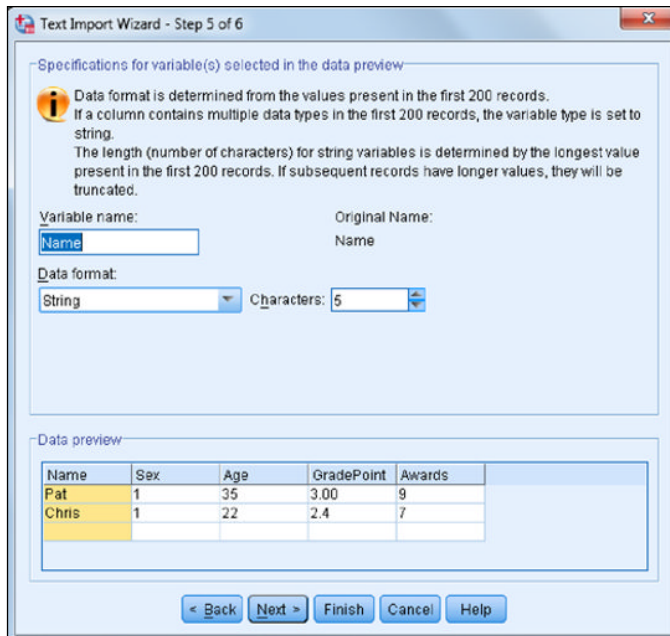 Text Import Wizard - Step 5 of 6
Specifications for variable(s) selected in the data preview
Data format is determined from the values present in the first 200 records.
If a column contains multiple data types in the first 200 records, the variable type is set to
string.
The length (number of characters) for string variables is determined by the longest value
present in the first 200 records. If subsequent records have longer values, they will be
truncated.
Variable name: Original Name:
Name Name
Data format:
String Characters: 5
Data preview
Name Sex Age GradePoint Awards
Pat 1 35 3.00 9
Chris 1 22 2.4 7
< Back Next > Finish Cancel Help